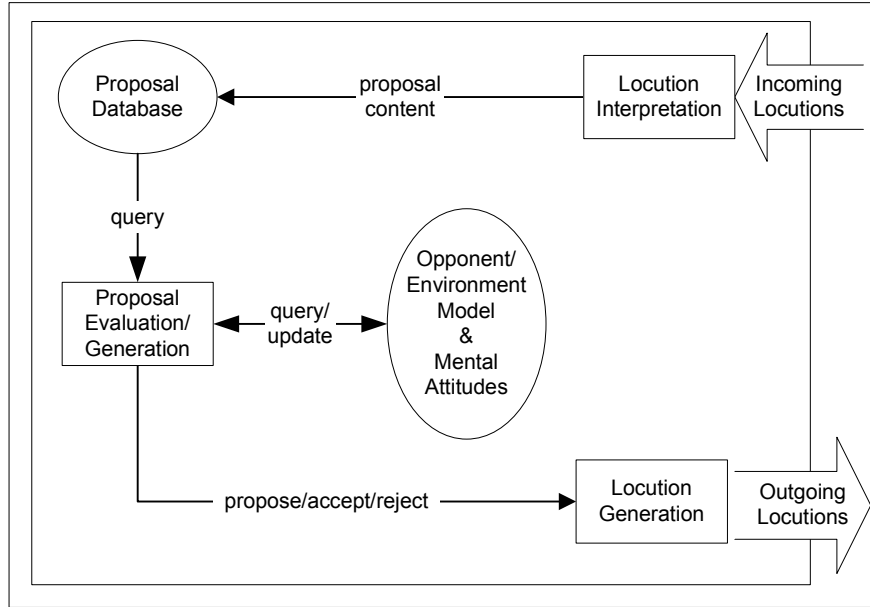 Proposal
Database
proposal
content
Locution
Interpretation
Incoming
Locutions
query
Proposal
Evaluation/
Generation
query/
update
Opponent/
Environment
Model
&
Mental
Attitudes
propose/accept/reject
Locution
Generation
Outgoing
Locutions